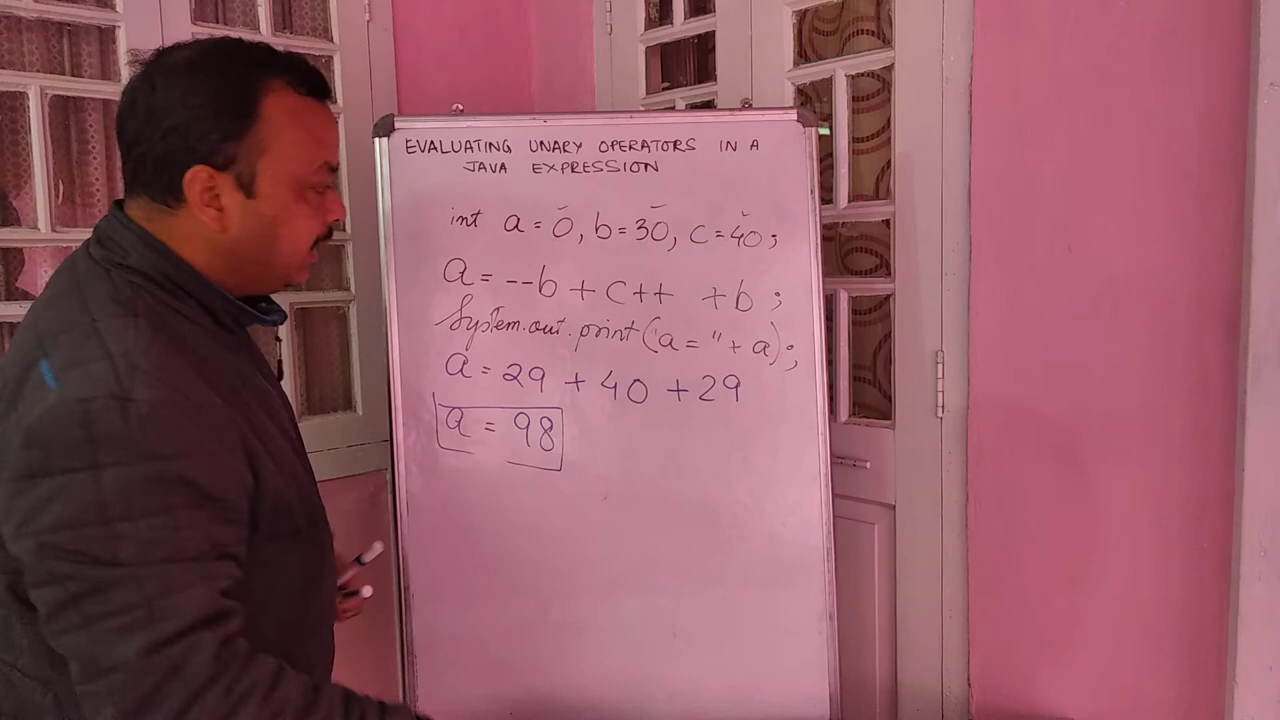 EVALUATING UNARY OPERATORS IN A
JAVA EXPRESSION
int a = 0, b = 30, c = 40;
a = --b + c++ + b;
System.out.print("a = " + a);
a = 29 + 40 + 29
a = 98